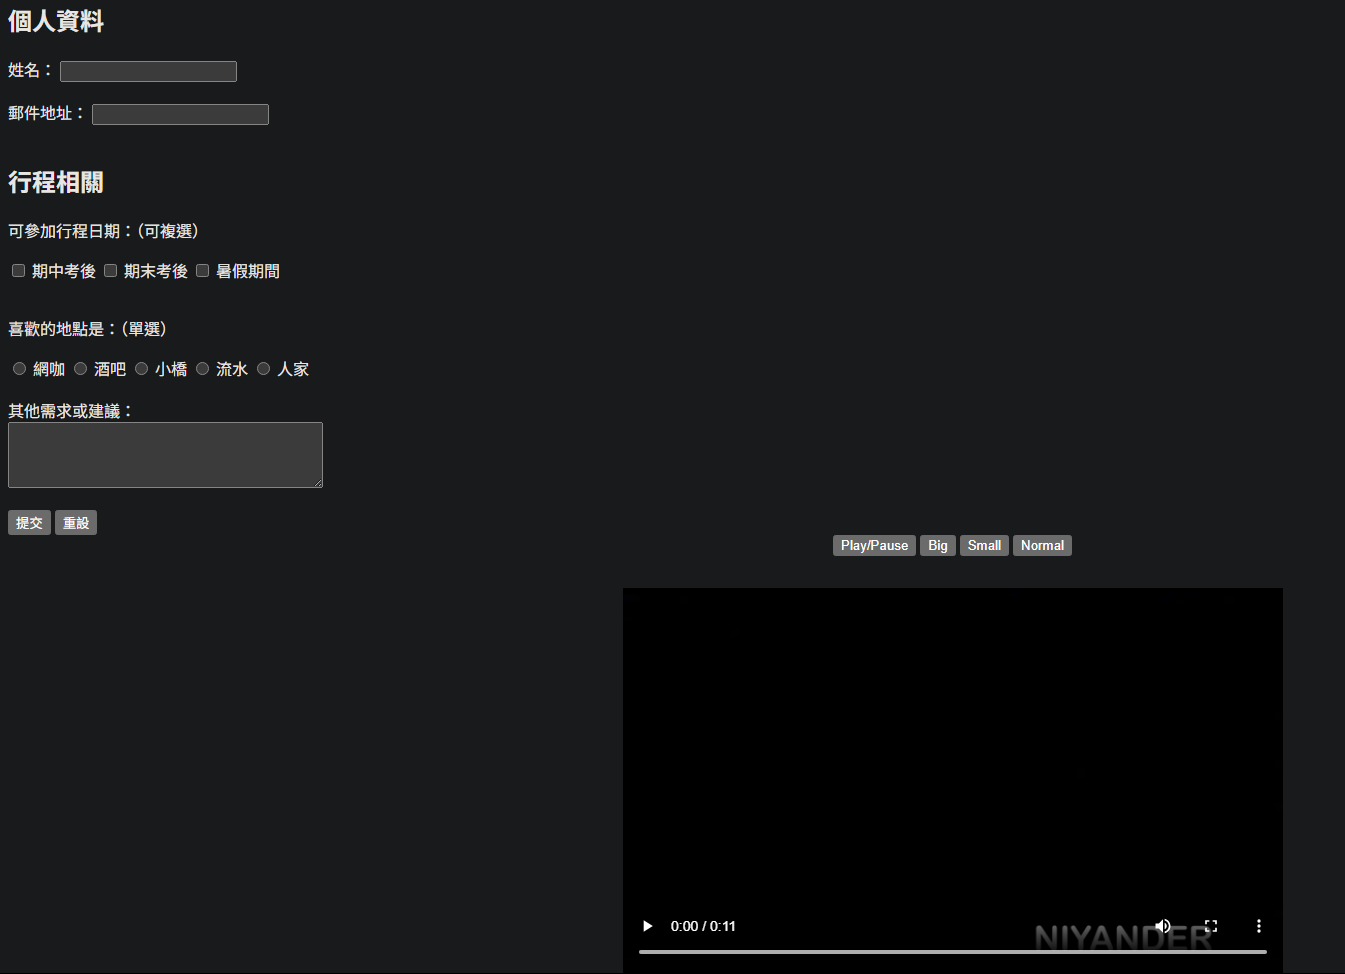 個人資料
姓名：
郵件地址：
行程相關
可參加行程日期：（可複選）
期中考後 期末考後 暑假期間
喜歡的地點是：（單選）
網咖 酒吧 小橋 流水 人家
其他需求或建議：
提交 重設
Play/Pause Big Small Normal
0:00 / 0:11
NIYANDER